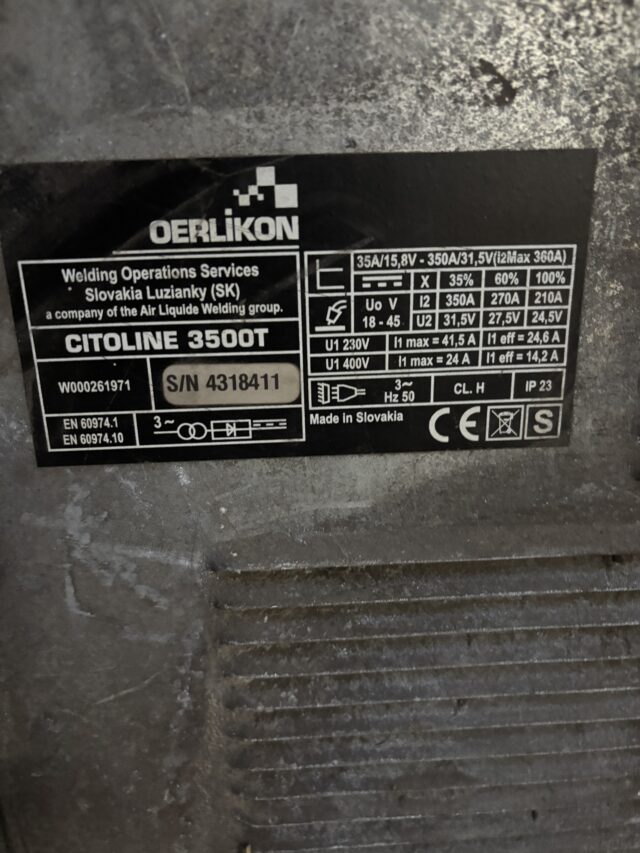 OERLİKON
Welding Operations Services
Slovakia Luzianky (SK)
a company of the Air Liquide Welding group.
CITOLINE 3500T
W000261971
S/N 4318411
EN 60974.1
EN 60974.10
3~
35A/15,8V - 350A/31,5V(i2Max 360A)
X 35% 60% 100%
Uo V
18 - 45
I2 350A 270A 210A
U2 31,5V 27,5V 24,5V
U1 230V I1 max = 41,5 A I1 eff = 24,6 A
U1 400V I1 max = 24 A I1 eff = 14,2 A
3~
Hz 50
CL. H
IP 23
Made in Slovakia
CE
S